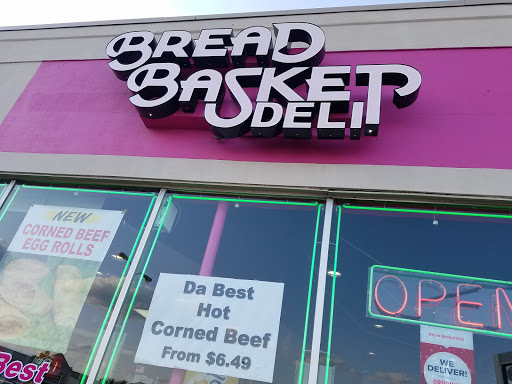 BREAD
BASKET
DELI
NEW
CORNED BEEF
EGG ROLLS
Da Best
Hot
Corned Beef
From $6.49
OPEN
WE
DELIVER!
Best